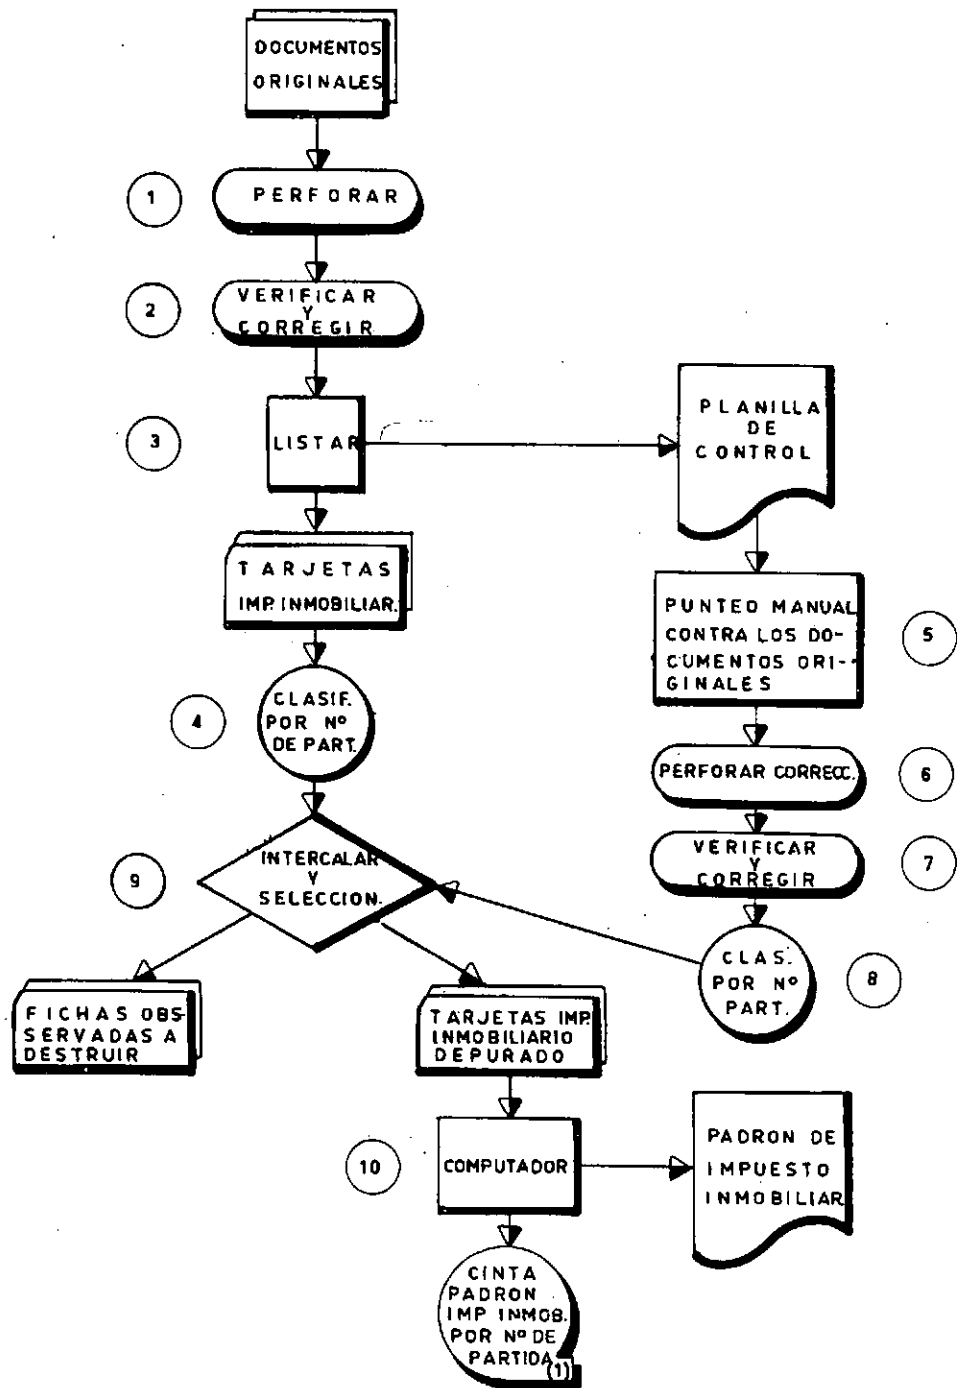 DOCUMENTOS
ORIGINALES
1
PERFORAR
2
VERIFICAR
Y
CORREGIR
3
LISTAR
PLANILLA
DE
CONTROL
TARJETAS
IMP. INMOBILIAR.
PUNTEO MANUAL
CONTRA LOS DO-
CUMENTOS ORI-
GINALES
5
4
CLASIF.
POR Nº
DE PART.
PERFORAR CORRECC.
6
VERIFICAR
Y
CORREGIR
7
9
INTERCALAR
Y
SELECCION.
CLAS.
POR Nº
PART.
8
FICHAS OBS-
SERVADAS A
DESTRUIR
TARJETAS IMP.
INMOBILIARIO
DEPURADO
10
COMPUTADOR
PADRON DE
IMPUESTO
INMOBILIAR.
CINTA
PADRON
IMP INMOB.
POR Nº DE
PARTIDA
(1)